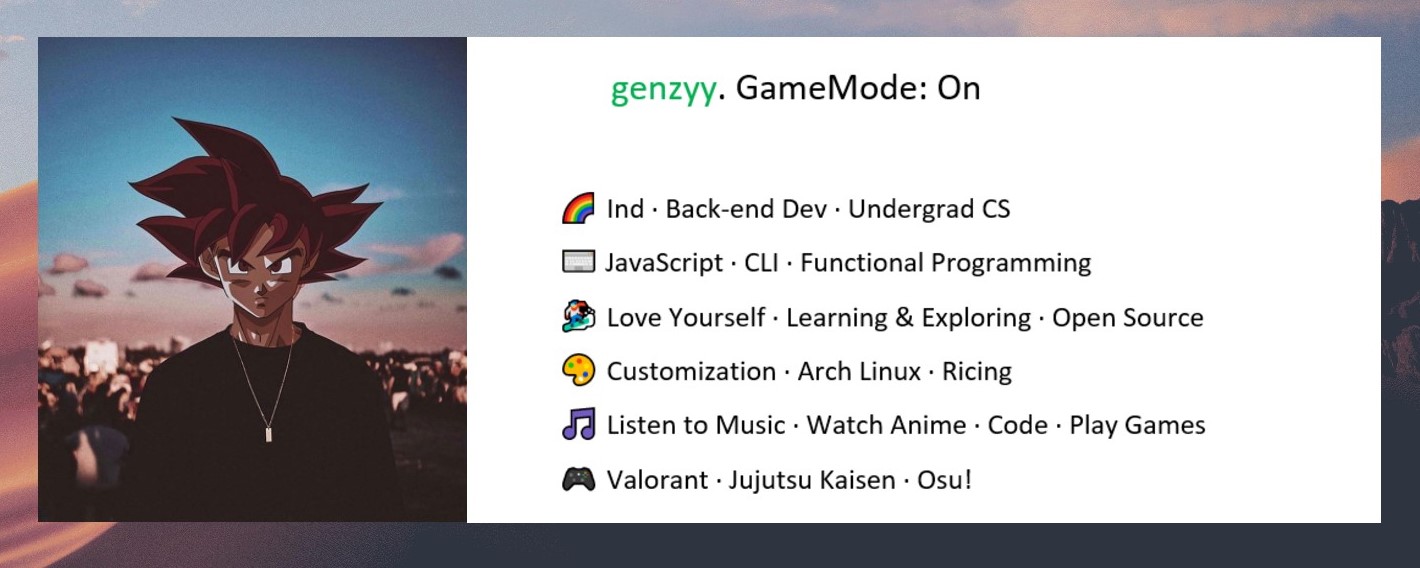 genzyy. GameMode: On
Ind · Back-end Dev · Undergrad CS
JavaScript · CLI · Functional Programming
Love Yourself · Learning & Exploring · Open Source
Customization · Arch Linux · Ricing
Listen to Music · Watch Anime · Code · Play Games
Valorant · Jujutsu Kaisen · Osu!